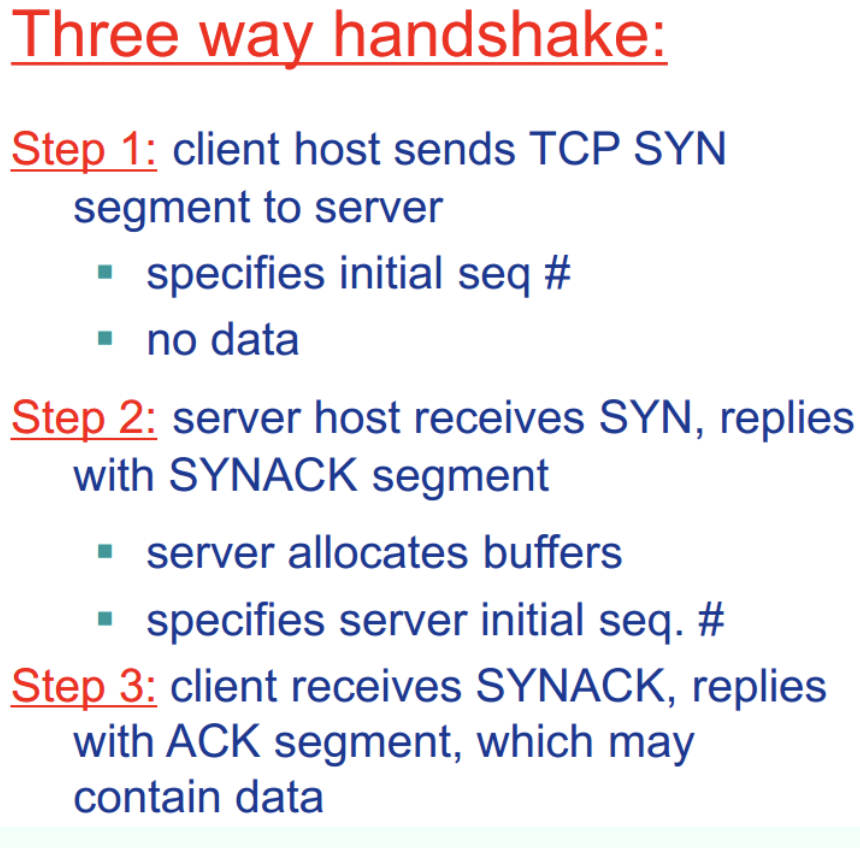 Three way handshake:
Step 1: client host sends TCP SYN
segment to server
▪ specifies initial seq #
▪ no data
Step 2: server host receives SYN, replies
with SYNACK segment
▪ server allocates buffers
▪ specifies server initial seq. #
Step 3: client receives SYNACK, replies
with ACK segment, which may
contain data